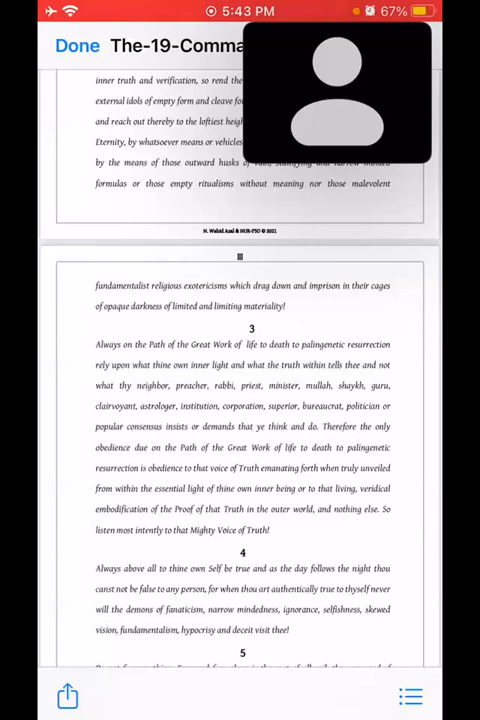 5:43 PM
67%
Done The-19-Comma
inner truth and verification, so rend the
external idols of empty form and cleave fo
and reach out thereby to the loftiest heigh
Eternity, by whatsoever means or vehicles
by the means of those outward husks of
formulas or those empty ritualisms without meaning nor those malevolent
N. Wahid Azal & NUR-FSO © 2021
III
fundamentalist religious exotericisms which drag down and imprison in their cages
of opaque darkness of limited and limiting materiality!
3
Always on the Path of the Great Work of life to death to palingenetic resurrection
rely upon what thine own inner light and what the truth within tells thee and not
what thy neighbor, preacher, rabbi, priest, minister, mullah, shaykh, guru,
clairvoyant, astrologer, institution, corporation, superior, bureaucrat, politician or
popular consensus insists or demands that ye think and do. Therefore the only
obedience due on the Path of the Great Work of life to death to palingenetic
resurrection is obedience to that voice of Truth emanating forth when truly unveiled
from within the essential light of thine own inner being or to that living, veridical
embodification of the Proof of that Truth in the outer world, and nothing else. So
listen most intently to that Mighty Voice of Truth!
4
Always above all to thine own Self be true and as the day follows the night thou
canst not be false to any person, for when thou art authentically true to thyself never
will the demons of fanaticism, narrow mindedness, ignorance, selfishness, skewed
vision, fundamentalism, hypocrisy and deceit visit thee!
5